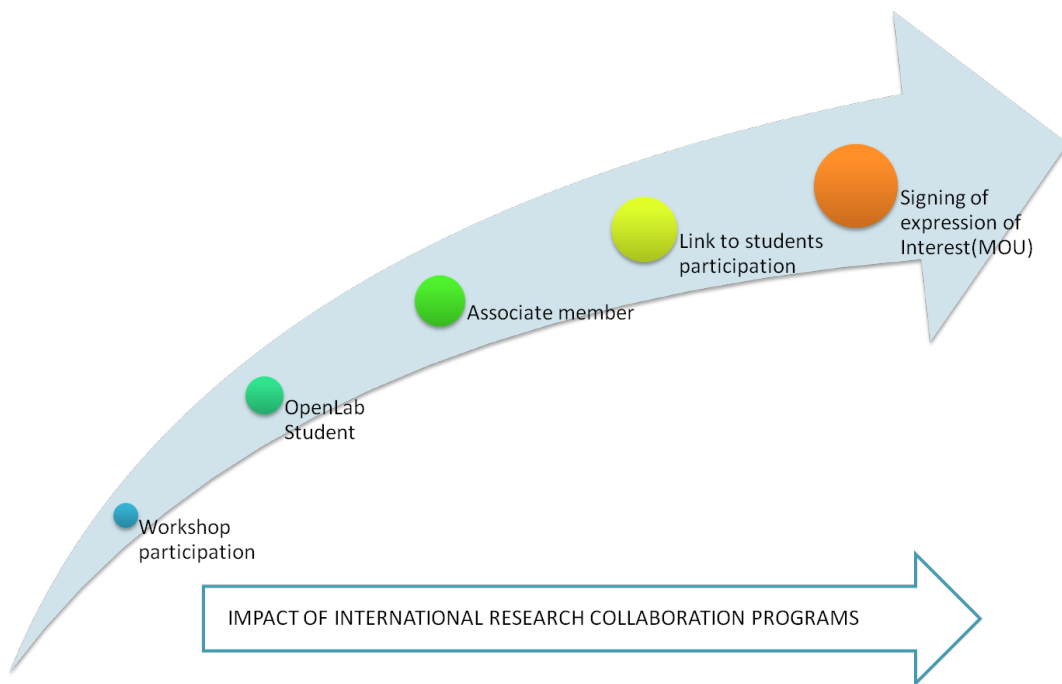 Workshop
participation
OpenLab
Student
Associate member
Link to students
participation
Signing of
expression of
Interest(MOU)
IMPACT OF INTERNATIONAL RESEARCH COLLABORATION PROGRAMS